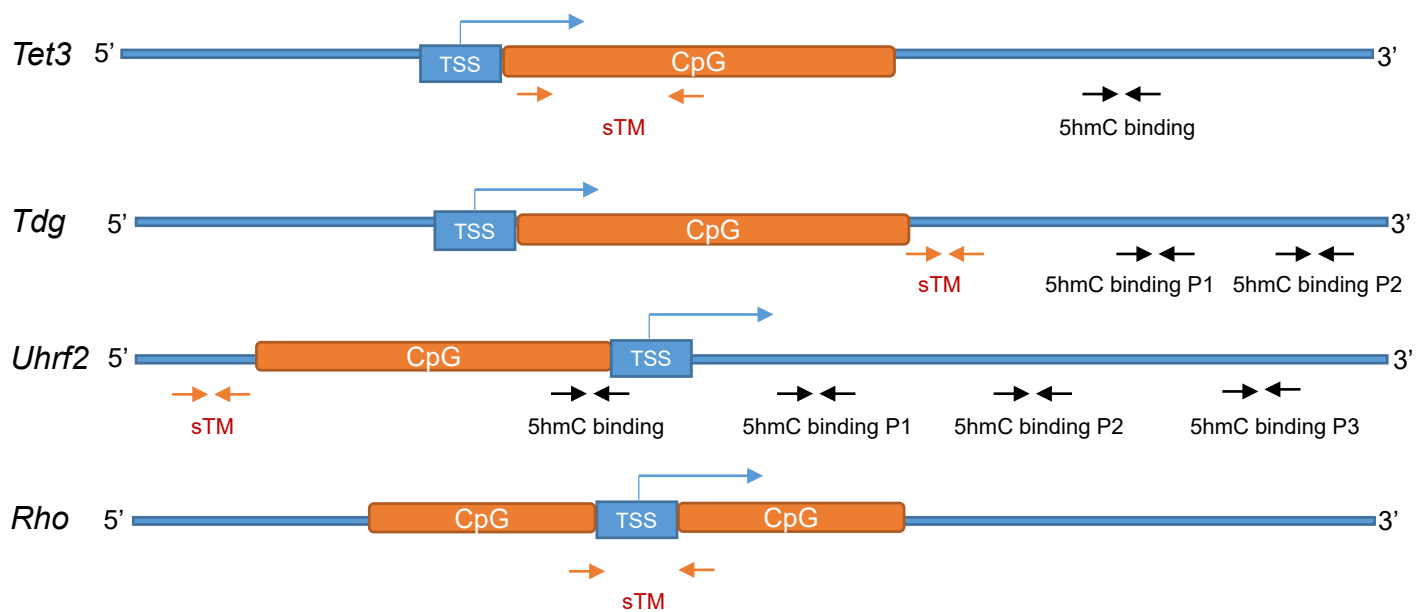 Tet3 5’ TSS CpG 3’
sTM 5hmC binding
Tdg 5’ TSS CpG 3’
sTM 5hmC binding P1 5hmC binding P2
Uhrf2 5’ CpG TSS 3’
sTM 5hmC binding 5hmC binding P1 5hmC binding P2 5hmC binding P3
Rho 5’ CpG TSS CpG 3’
sTM